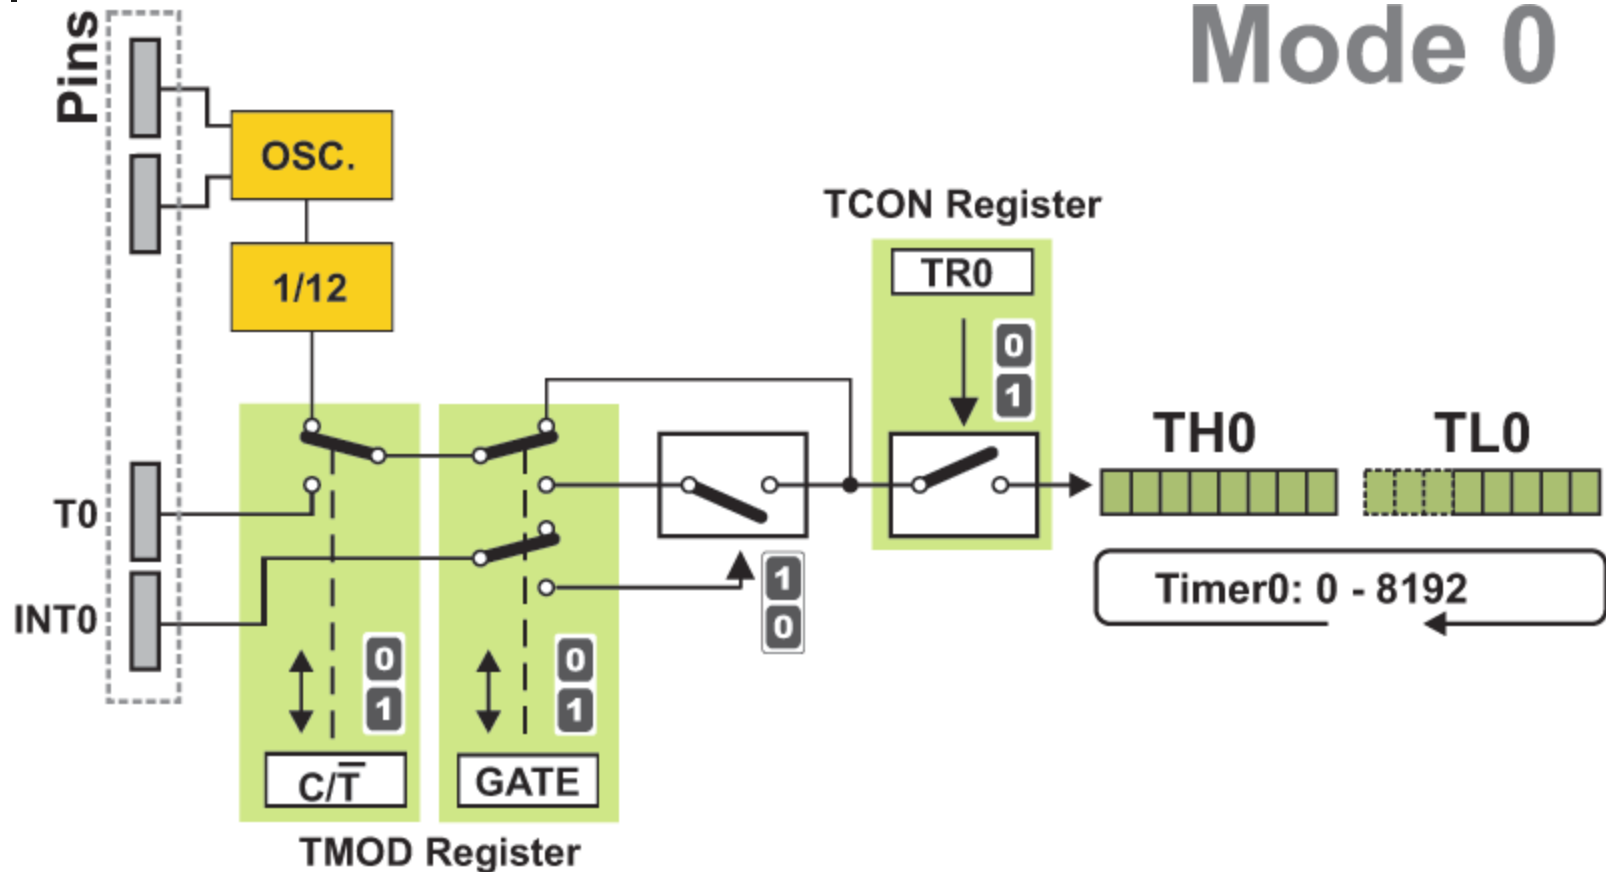 Mode 0
Pins
OSC.
1/12
TCON Register
TR0
0
1
TH0
TL0
T0
INT0
1
0
Timer0: 0 - 8192
0
1
0
1
C/T̅
GATE
TMOD Register